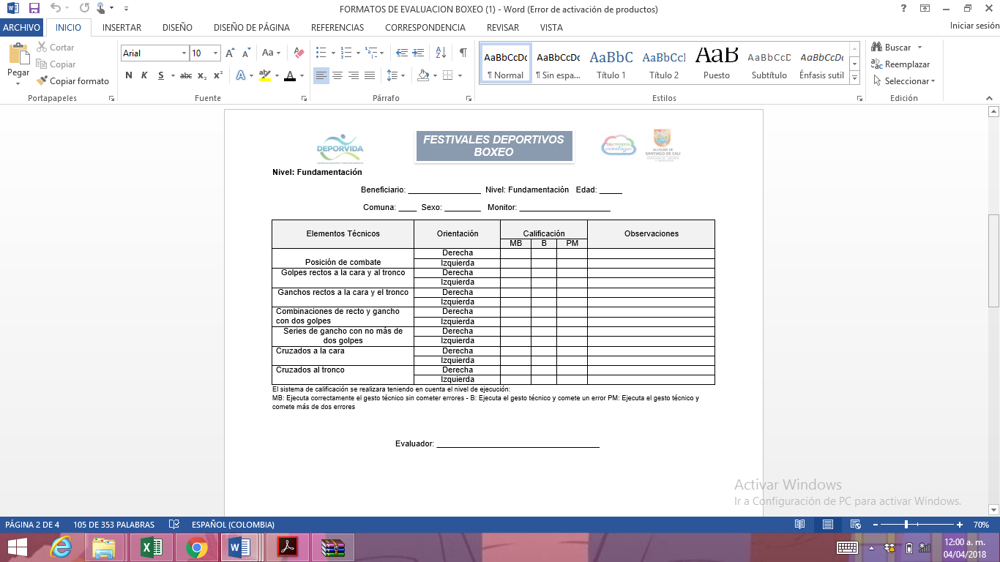 FORMATOS DE EVALUACION BOXEO (1) - Word (Error de activación de productos)
ARCHIVO INICIO INSERTAR DISEÑO DISEÑO DE PÁGINA REFERENCIAS CORRESPONDENCIA REVISAR VISTA Iniciar sesión
Pegar
Cortar
Copiar
Copiar formato
Portapapeles
Arial 10
Aa
N K S abc x₂ x²
Fuente
Párrafo
AaBbCcDc AaBbCcDc AaBbC AaBbCcI AaB AaBbCcD AaBbCcDc
¶ Normal ¶ Sin espa... Título 1 Título 2 Puesto Subtítulo Énfasis sutil
Estilos
Buscar
Reemplazar
Seleccionar
Edición
DEPORVIDA
FESTIVALES DEPORTIVOS
BOXEO
CALI PROGRESA
contigo
ALCALDÍA DE
SANTIAGO DE CALI
Nivel: Fundamentación
Beneficiario: ________________ Nivel: Fundamentación Edad: _____
Comuna: ____ Sexo: ________ Monitor: ____________________
Elementos Técnicos Orientación Calificación Observaciones
MB B PM
Posición de combate Derecha
Izquierda
Golpes rectos a la cara y al tronco Derecha
Izquierda
Ganchos rectos a la cara y el tronco Derecha
Izquierda
Combinaciones de recto y gancho Derecha
con dos golpes Izquierda
Series de gancho con no más de Derecha
dos golpes Izquierda
Cruzados a la cara Derecha
Izquierda
Cruzados al tronco Derecha
Izquierda
El sistema de calificación se realizara teniendo en cuenta el nivel de ejecución:
MB: Ejecuta correctamente el gesto técnico sin cometer errores - B: Ejecuta el gesto técnico y comete un error PM: Ejecuta el gesto técnico y
comete más de dos errores
Evaluador: ____________________________________
Activar Windows
Ir a Configuración de PC para activar Windows.
PÁGINA 2 DE 4 105 DE 353 PALABRAS ESPAÑOL (COLOMBIA) 70%
12:00 a. m.
04/04/2018